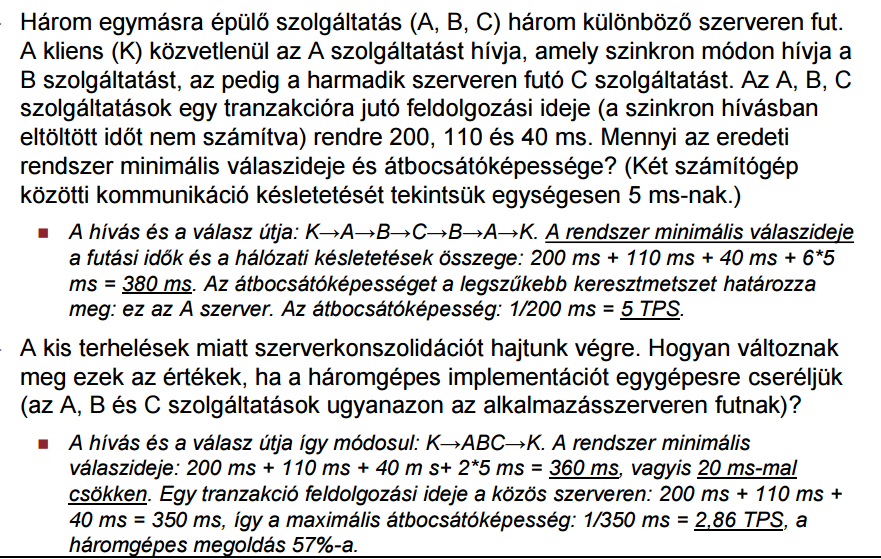 Három egymásra épülő szolgáltatás (A, B, C) három különböző szerveren fut.
A kliens (K) közvetlenül az A szolgáltatást hívja, amely szinkron módon hívja a
B szolgáltatást, az pedig a harmadik szerveren futó C szolgáltatást. Az A, B, C
szolgáltatások egy tranzakcióra jutó feldolgozási ideje (a szinkron hívásban
eltöltött időt nem számítva) rendre 200, 110 és 40 ms. Mennyi az eredeti
rendszer minimális válaszideje és átbocsátóképessége? (Két számítógép
közötti kommunikáció késletetését tekintsük egységesen 5 ms-nak.)
A hívás és a válasz útja: K→A→B→C→B→A→K. A rendszer minimális válaszideje
a futási idők és a hálózati késletetések összege: 200 ms + 110 ms + 40 ms + 6*5
ms = 380 ms. Az átbocsátóképességet a legszűkebb keresztmetszet határozza
meg: ez az A szerver. Az átbocsátóképesség: 1/200 ms = 5 TPS.
A kis terhelések miatt szerverkonszolidációt hajtunk végre. Hogyan változnak
meg ezek az értékek, ha a háromgépes implementációt egygépesre cseréljük
(az A, B és C szolgáltatások ugyanazon az alkalmazásszerveren futnak)?
A hívás és a válasz útja így módosul: K→ABC→K. A rendszer minimális
válaszideje: 200 ms + 110 ms + 40 m s+ 2*5 ms = 360 ms, vagyis 20 ms-mal
csökken. Egy tranzakció feldolgozási ideje a közös szerveren: 200 ms + 110 ms +
40 ms = 350 ms, így a maximális átbocsátóképesség: 1/350 ms = 2,86 TPS, a
háromgépes megoldás 57%-a.